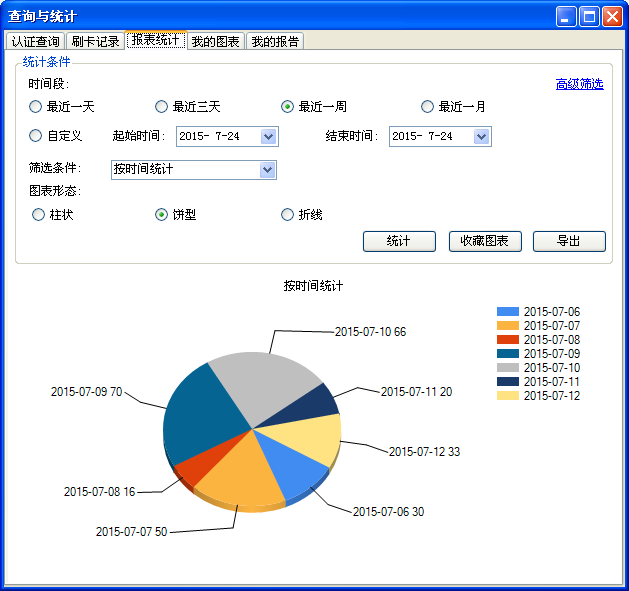 查询与统计
认证查询 刷卡记录 报表统计 我的图表 我的报告
统计条件
时间段: 高级筛选
最近一天 最近三天 最近一周 最近一月
自定义 起始时间: 2015- 7-24 结束时间: 2015- 7-24
筛选条件: 按时间统计
图表形态:
柱状 饼型 折线
统计 收藏图表 导出
按时间统计
2015-07-06
2015-07-07
2015-07-08
2015-07-09
2015-07-10
2015-07-11
2015-07-12
2015-07-10 66
2015-07-09 70
2015-07-11 20
2015-07-12 33
2015-07-08 16
2015-07-06 30
2015-07-07 50